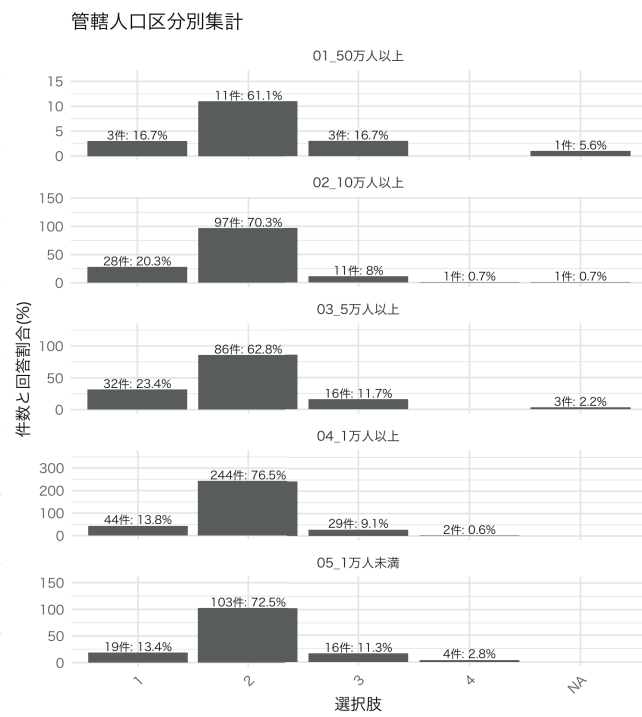 管轄人口区分別集計
01_50万人以上
15
10
5
0
3件: 16.7%
11件: 61.1%
3件: 16.7%
1件: 5.6%
02_10万人以上
150
100
50
0
28件: 20.3%
97件: 70.3%
11件: 8%
1件: 0.7%
1件: 0.7%
03_5万人以上
100
50
0
32件: 23.4%
86件: 62.8%
16件: 11.7%
3件: 2.2%
04_1万人以上
300
200
100
0
44件: 13.8%
244件: 76.5%
29件: 9.1%
2件: 0.6%
05_1万人未満
150
100
50
0
19件: 13.4%
103件: 72.5%
16件: 11.3%
4件: 2.8%
1
2
3
4
NA
選択肢
件数と回答割合(%)